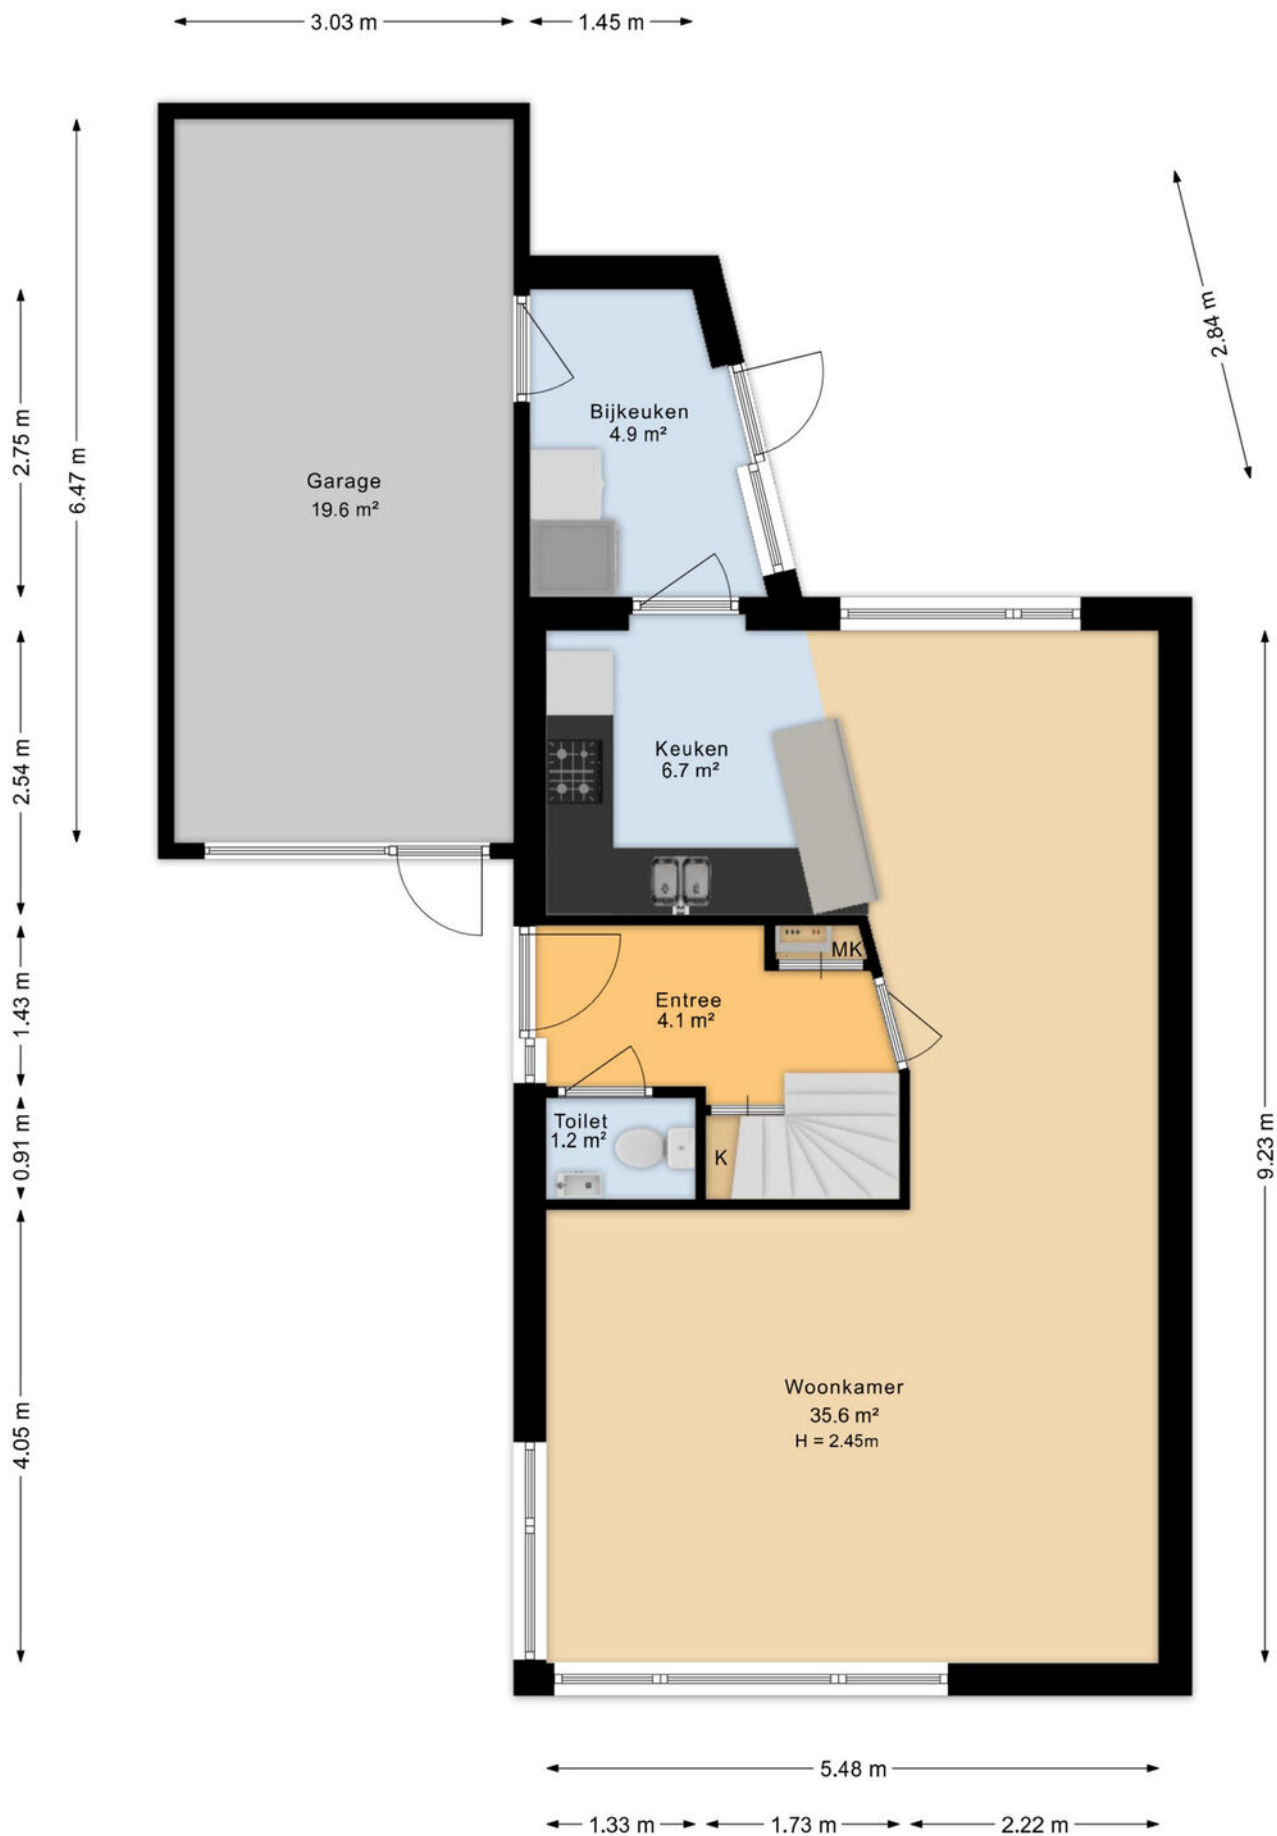 3.03 m
1.45 m
2.84 m
2.75 m
6.47 m
Bijkeuken
4.9 m²
Garage
19.6 m²
2.54 m
Keuken
6.7 m²
MK
1.43 m
Entree
4.1 m²
0.91 m
Toilet
1.2 m²
K
9.23 m
4.05 m
Woonkamer
35.6 m²
H = 2.45m
5.48 m
1.33 m
1.73 m
2.22 m